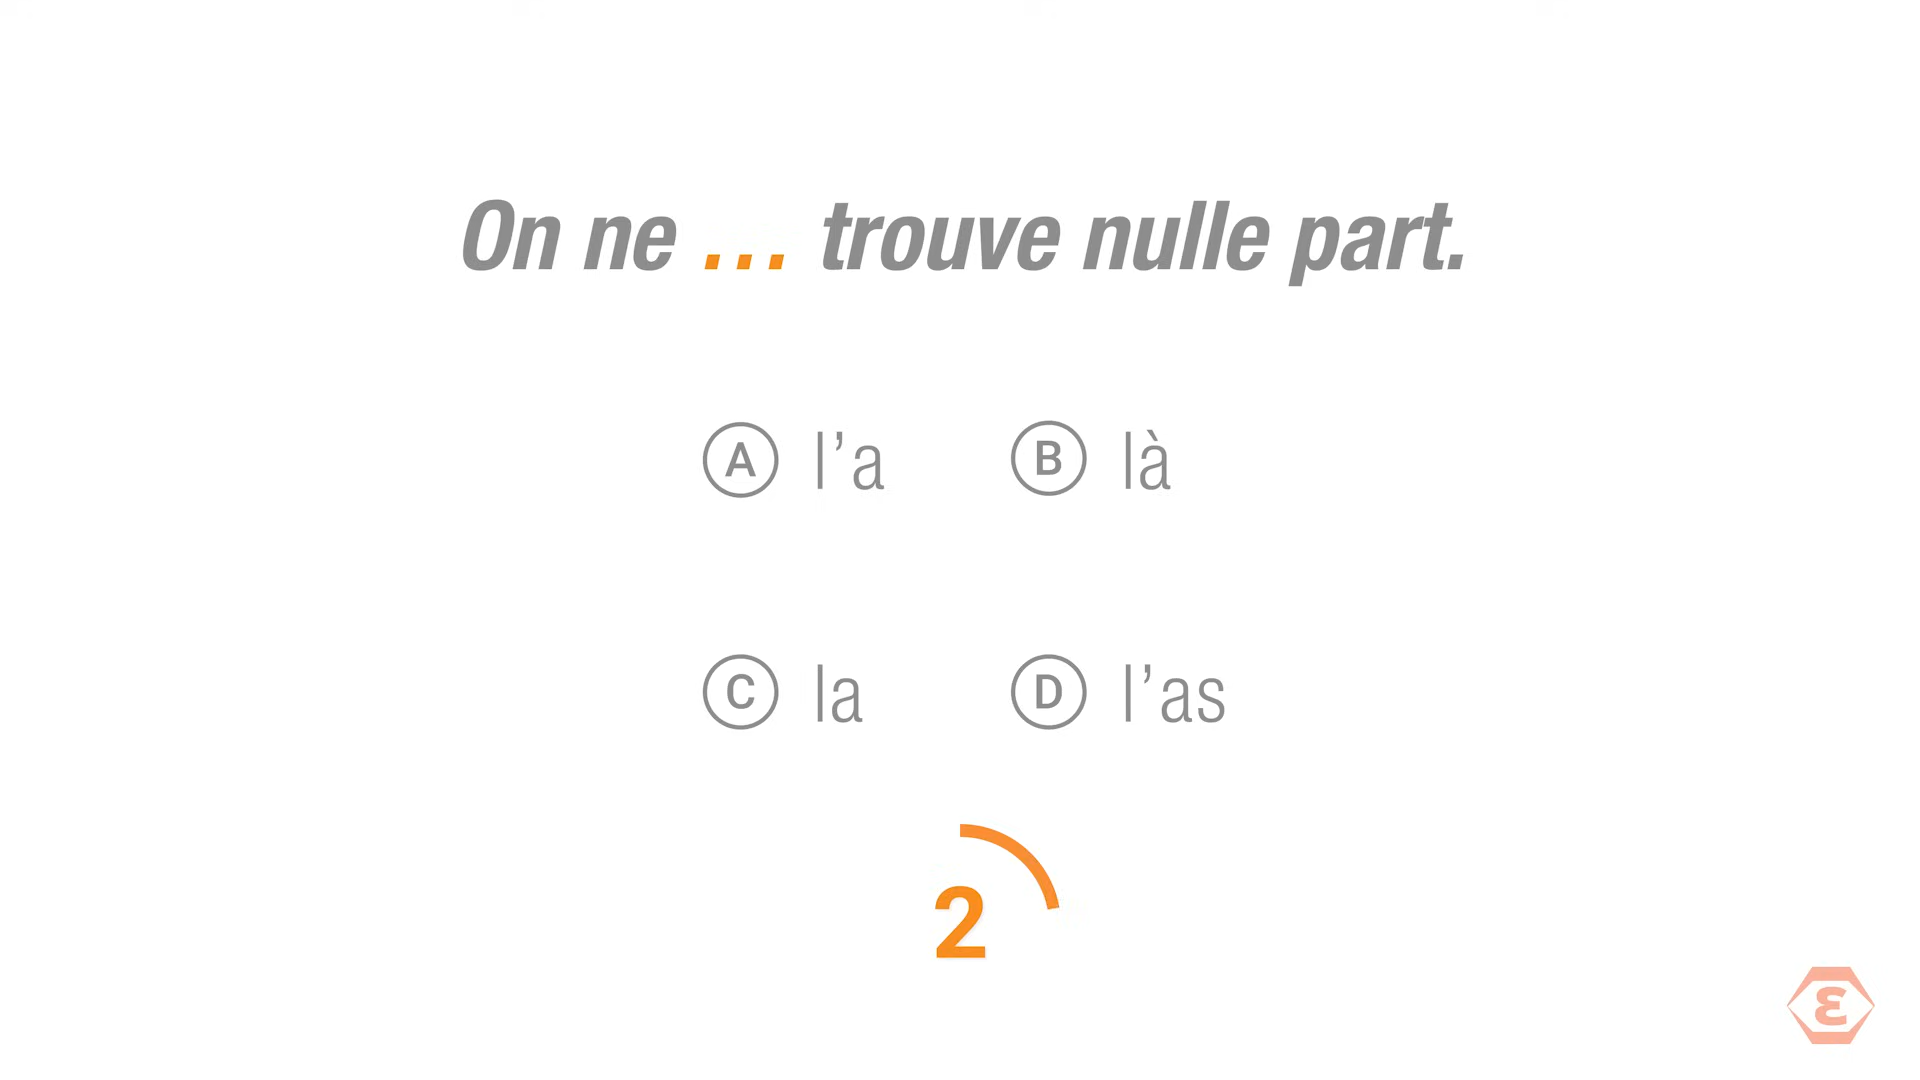 On ne ... trouve nulle part.
A l'a
B là
C la
D l'as
2
ε